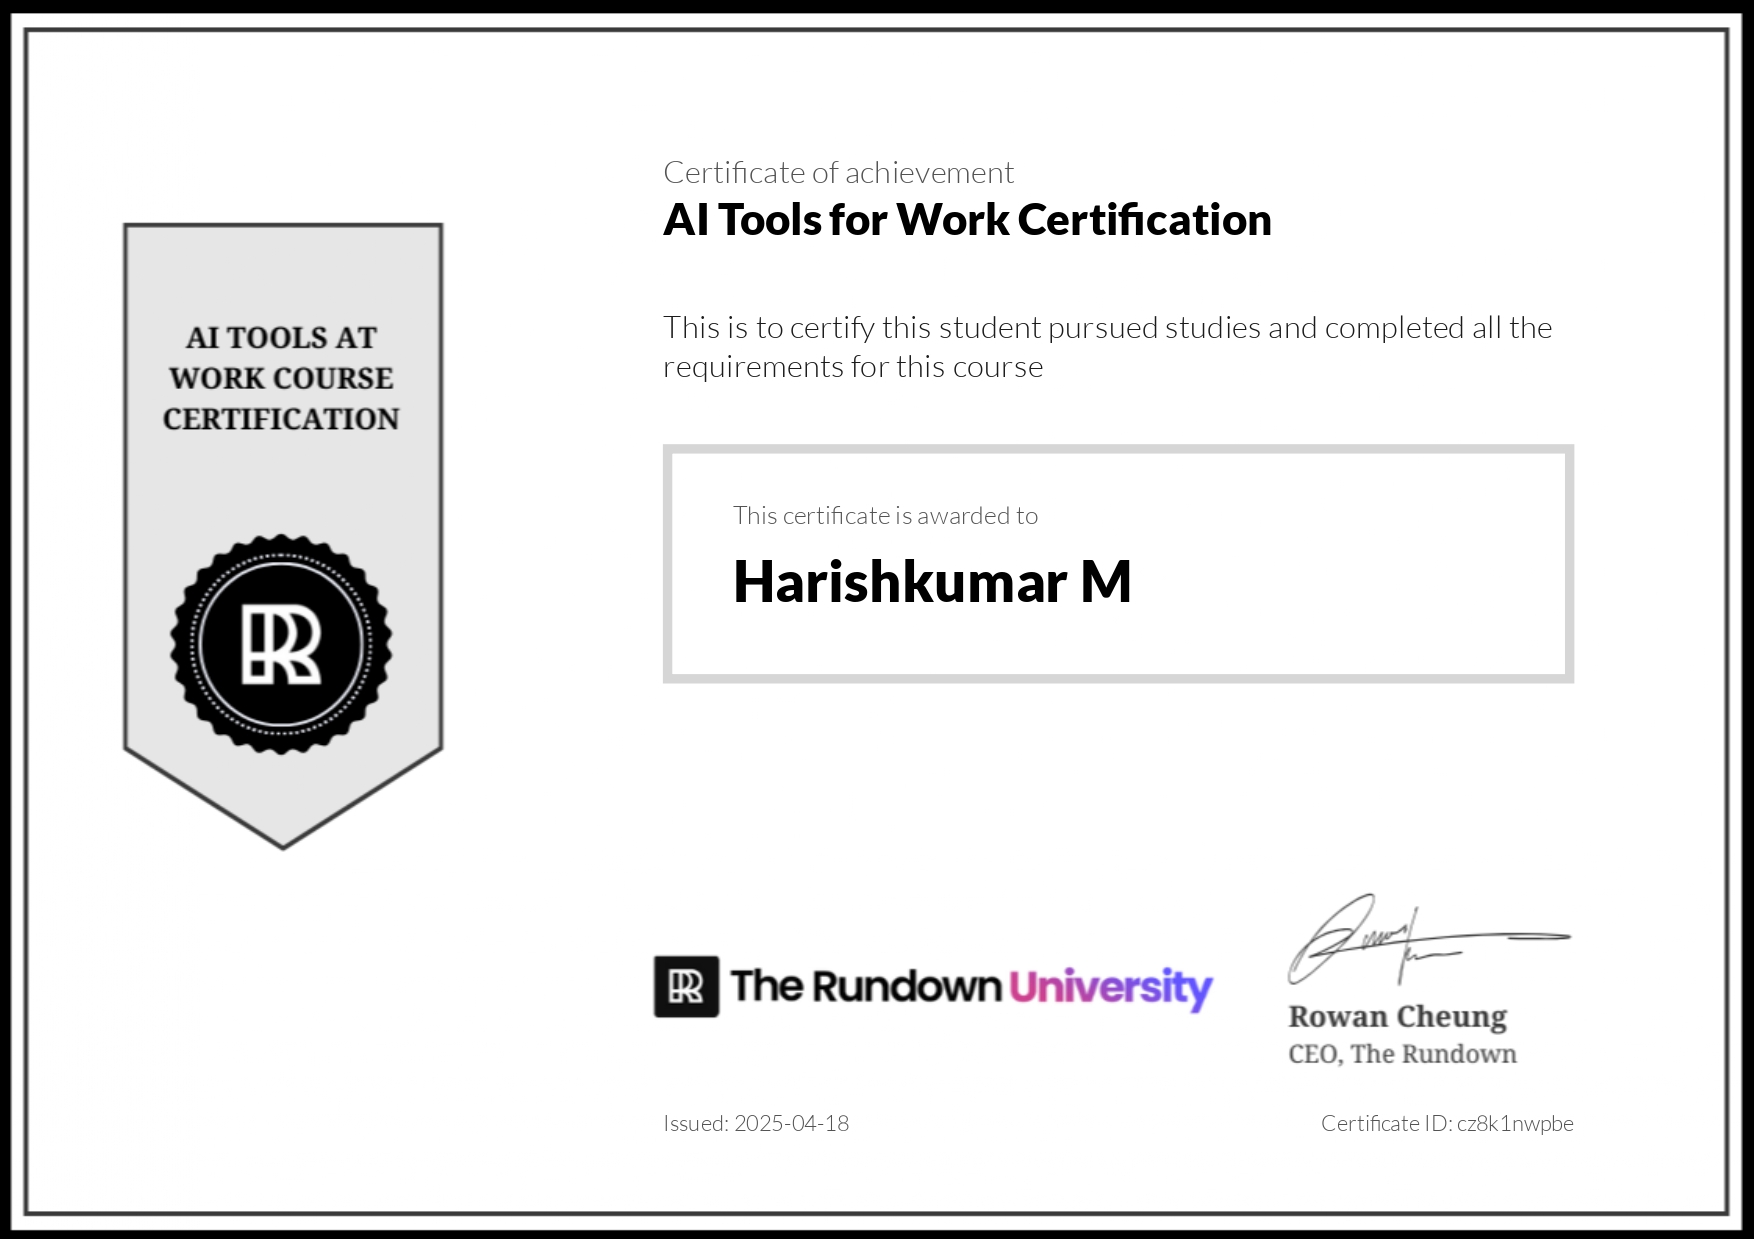 AI TOOLS AT
WORK COURSE
CERTIFICATION
Certificate of achievement
AI Tools for Work Certification
This is to certify this student pursued studies and completed all the
requirements for this course
This certificate is awarded to
Harishkumar M
The Rundown University
Rowan Cheung
CEO, The Rundown
Issued: 2025-04-18
Certificate ID: cz8k1nwpbe